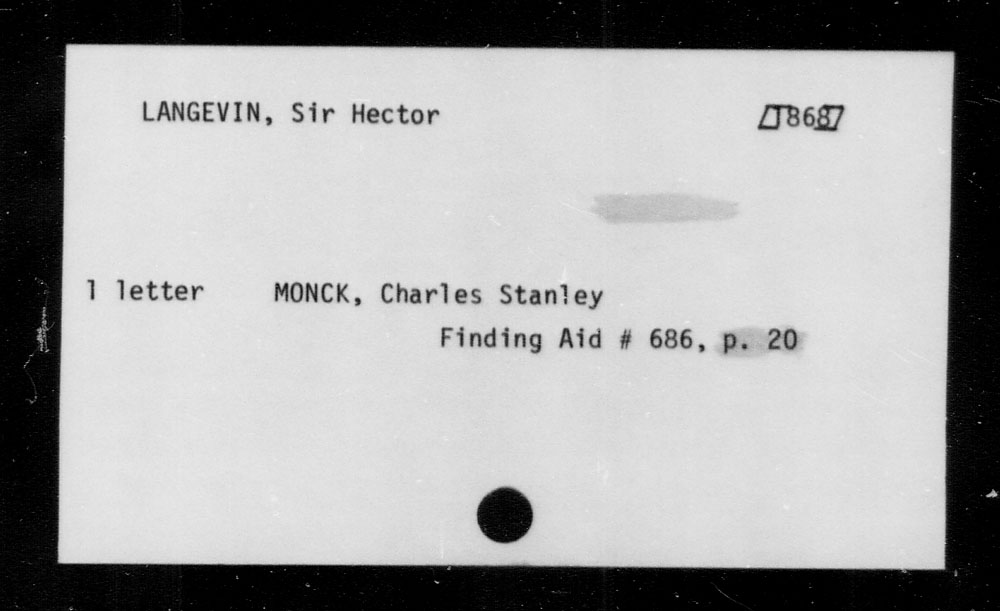 LANGEVIN, Sir Hector [1868]
1 letter MONCK, Charles Stanley
Finding Aid # 686, p. 20